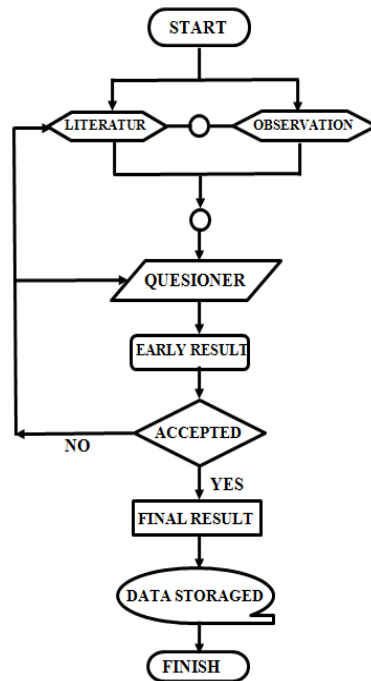 START
LITERATUR
OBSERVATION
QUESIONER
EARLY RESULT
ACCEPTED
NO
YES
FINAL RESULT
DATA STORAGED
FINISH